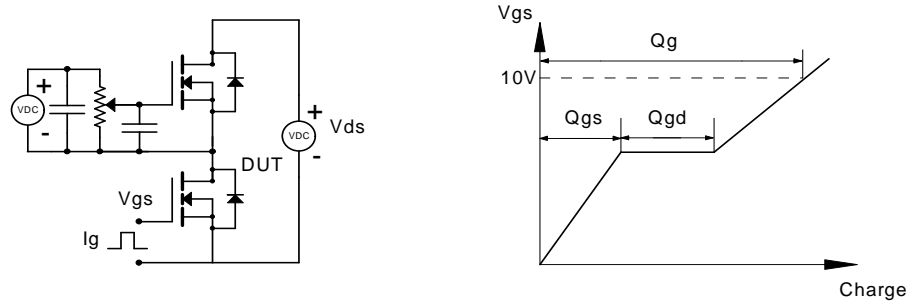 +
VDC
-
+
VDC
-
Vds
DUT
Vgs
Ig
Vgs
Qg
10V
Qgs
Qgd
Charge